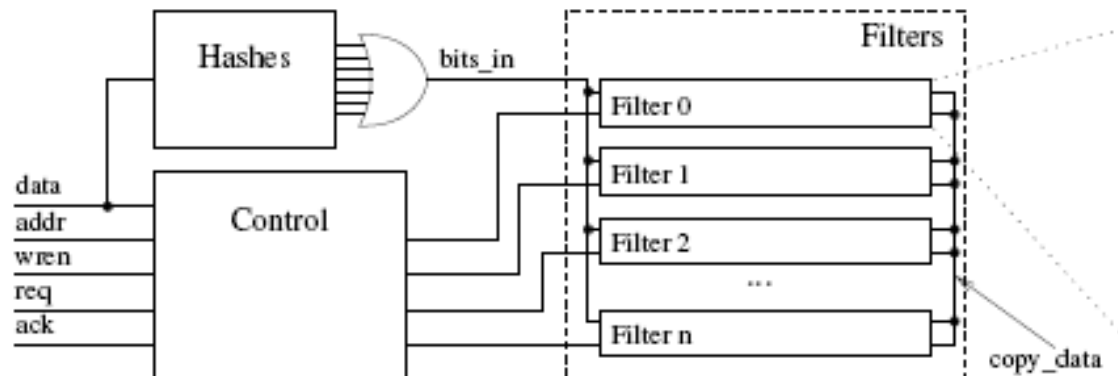 Hashes
bits_in
Filters
Filter 0
Filter 1
Filter 2
...
Filter n
copy_data
data
addr
wren
req
ack
Control